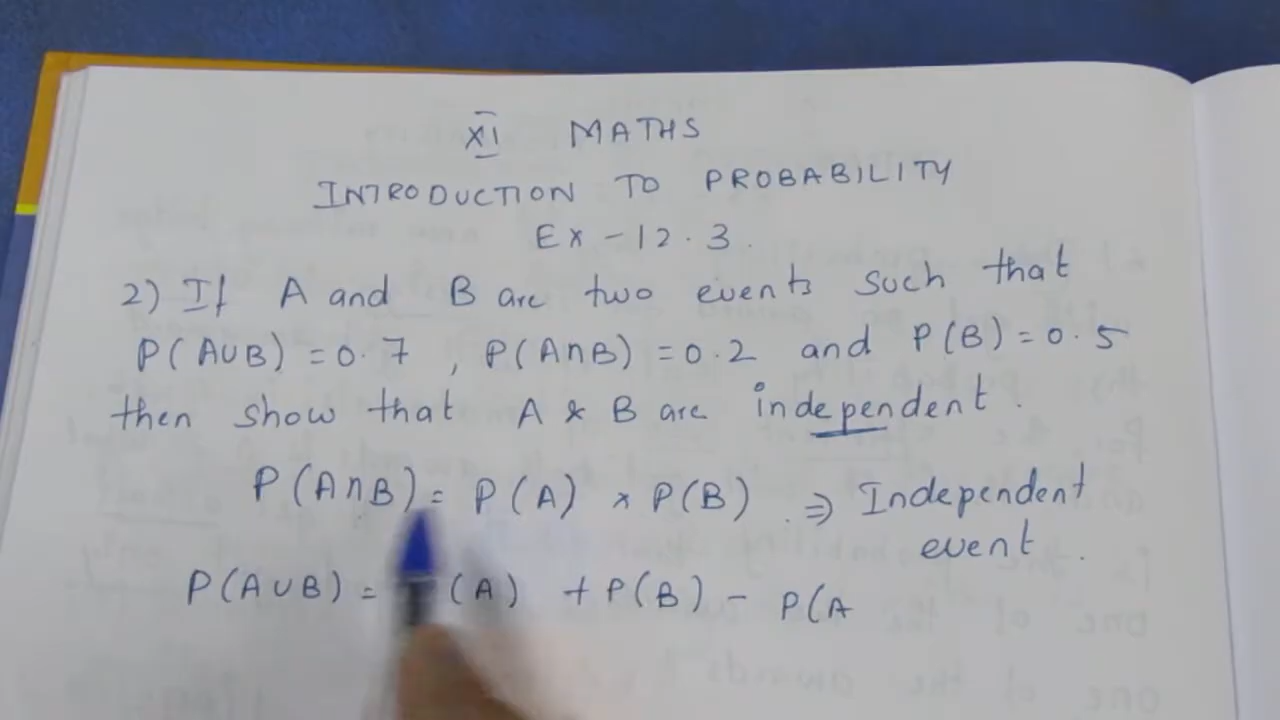 XI MATHS
INTRODUCTION TO PROBABILITY
Ex - 12.3.
2) If A and B are two events such that
P(A∪B) = 0.7, P(A∩B) = 0.2 and P(B) = 0.5
then show that A & B are independent.
P(A∩B) = P(A) × P(B) . ⇒ Independent
event.
P(A∪B) = (A) + P(B) - P(A